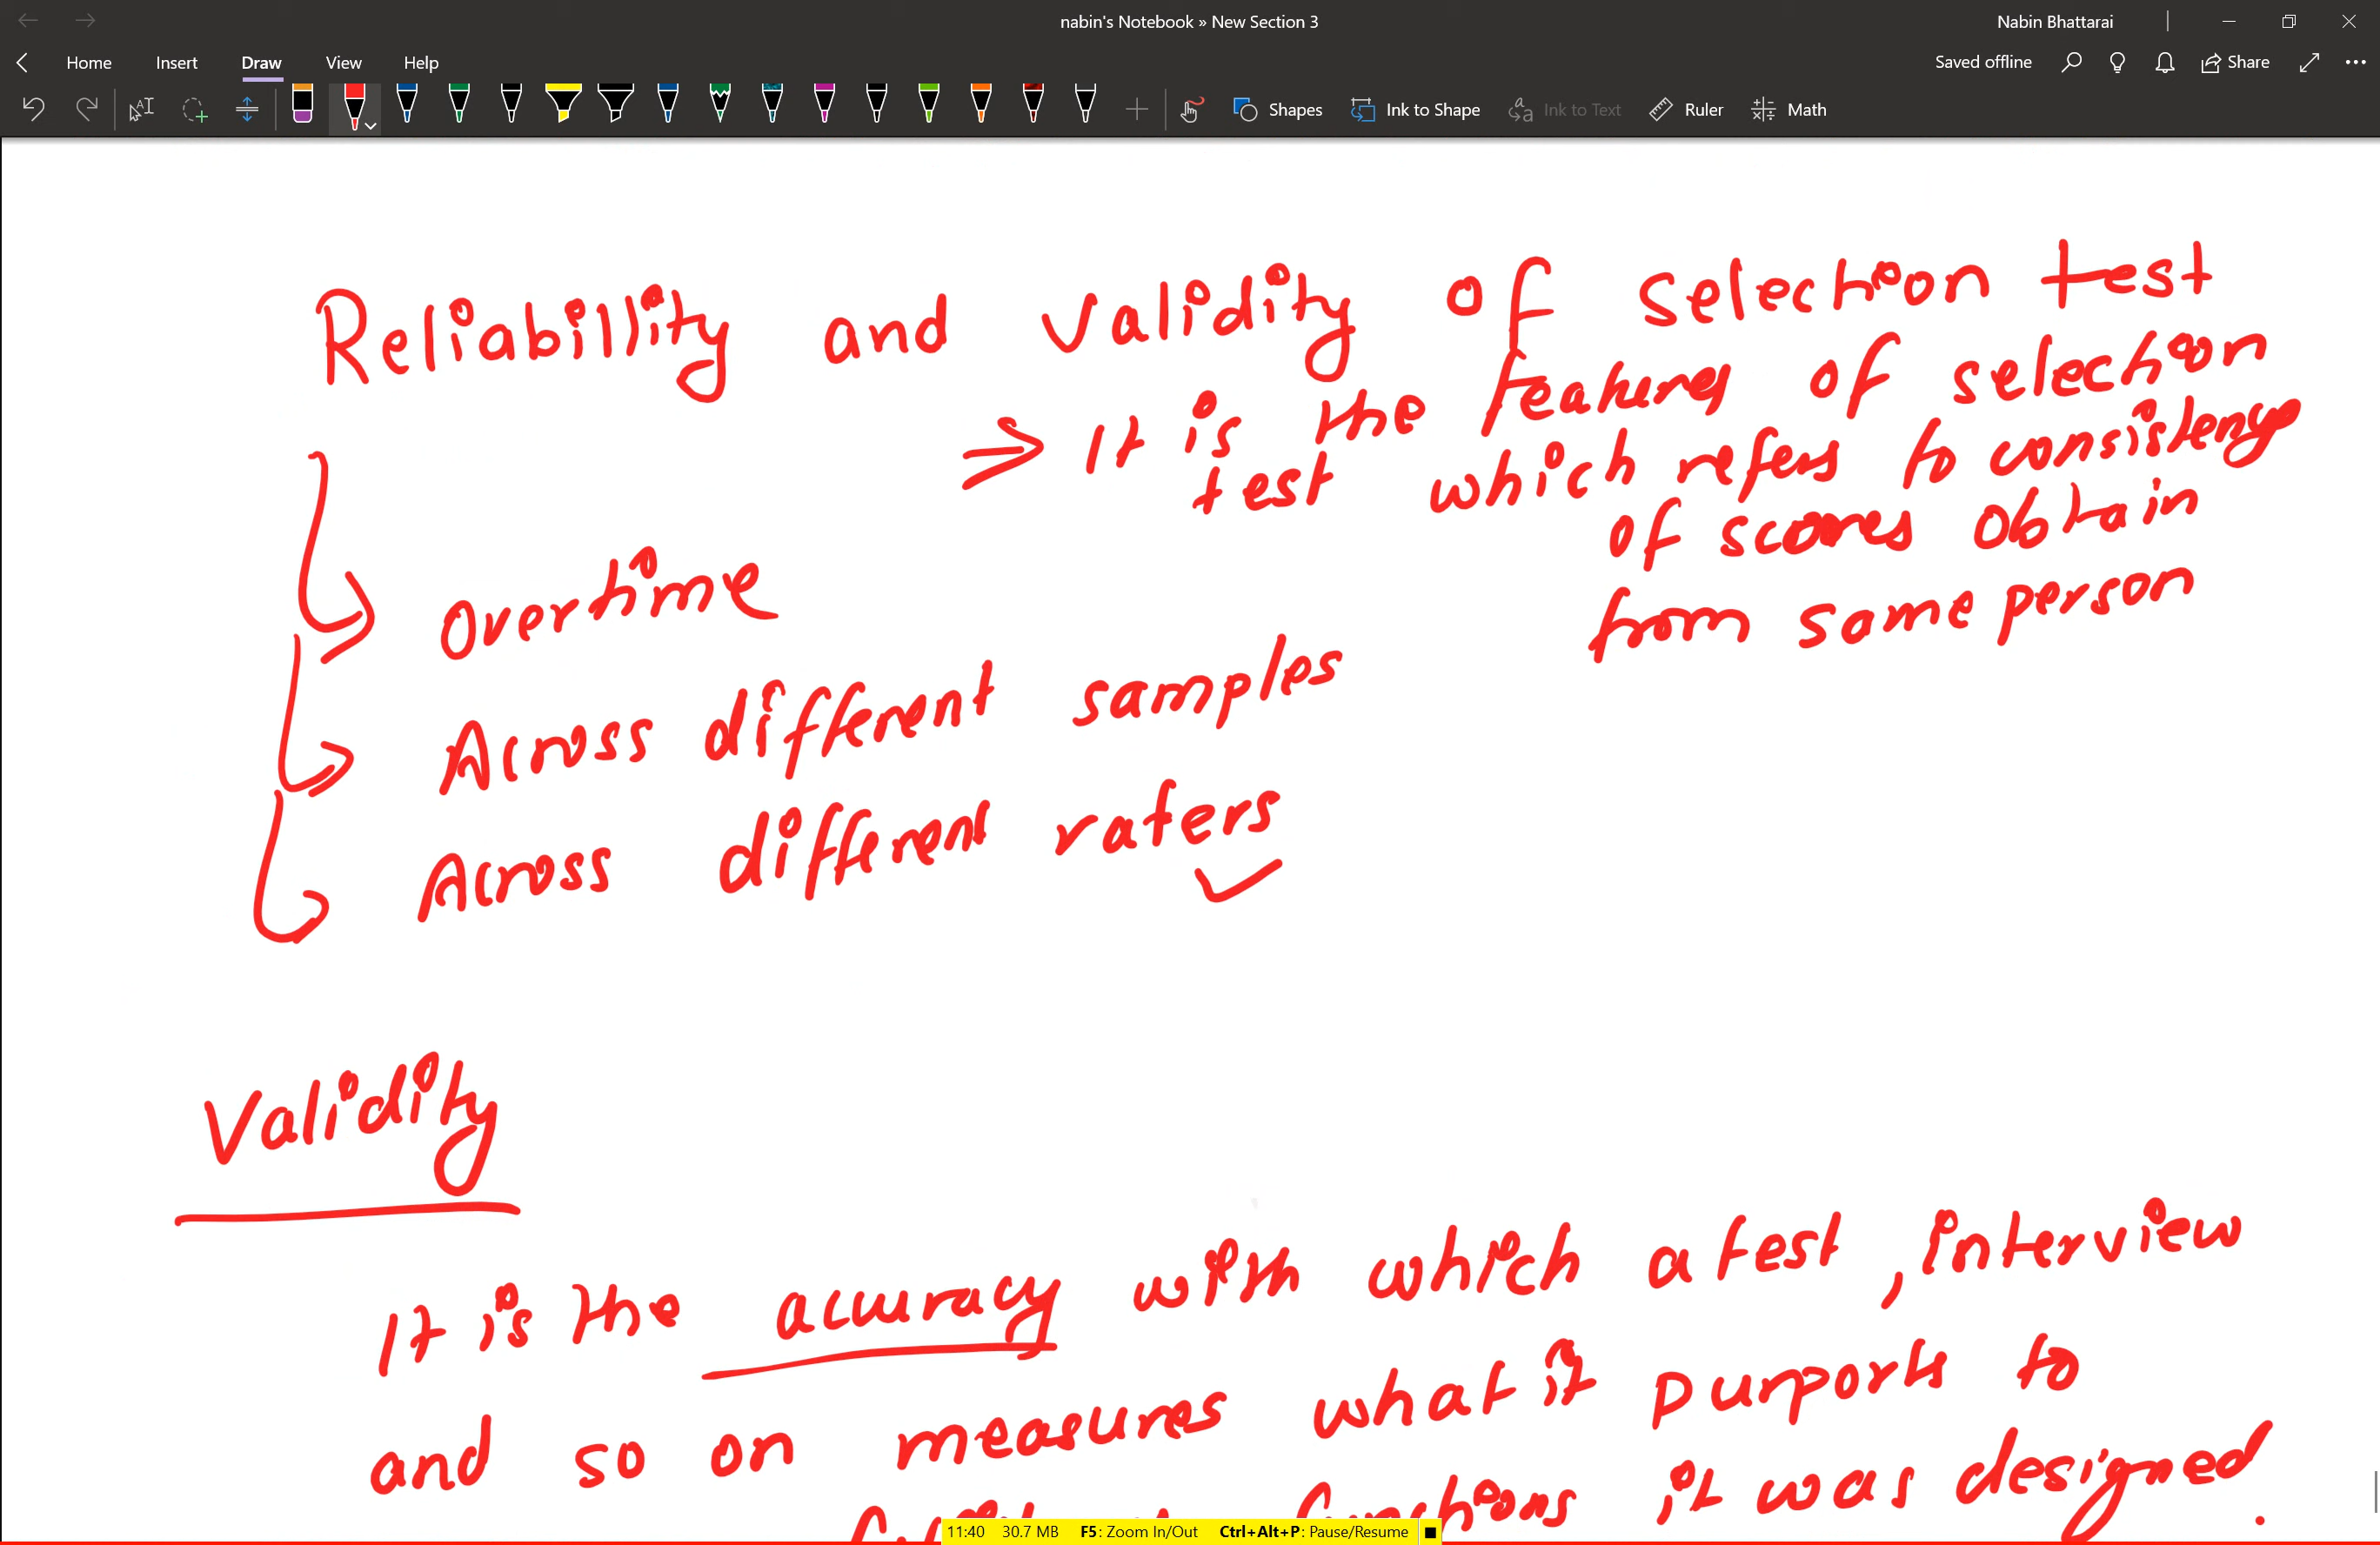 nabin's Notebook » New Section 3
Nabin Bhattarai
Home Insert Draw View Help
Saved offline
Share
Shapes Ink to Shape Ink to Text Ruler Math
Reliabillity and validity of selection test
⇒ It is the features of selection
test which refers to consistency
of scores obtain
from same person
Overtime
Across different samples
Across different raters
Validity
It is the accuracy with which a test, interview
and so on measures what it purports to
functions it was designed.
11:40 30.7 MB F5: Zoom In/Out Ctrl+Alt+P: Pause/Resume